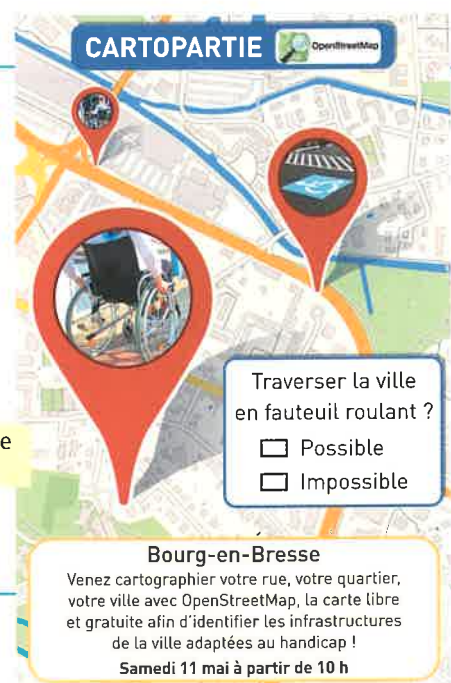 CARTOPARTIE OpenStreetMap
Traverser la ville
en fauteuil roulant ?
Possible
Impossible
e
Bourg-en-Bresse
Venez cartographier votre rue, votre quartier,
votre ville avec OpenStreetMap, la carte libre
et gratuite afin d'identifier les infrastructures
de la ville adaptées au handicap !
Samedi 11 mai à partir de 10 h